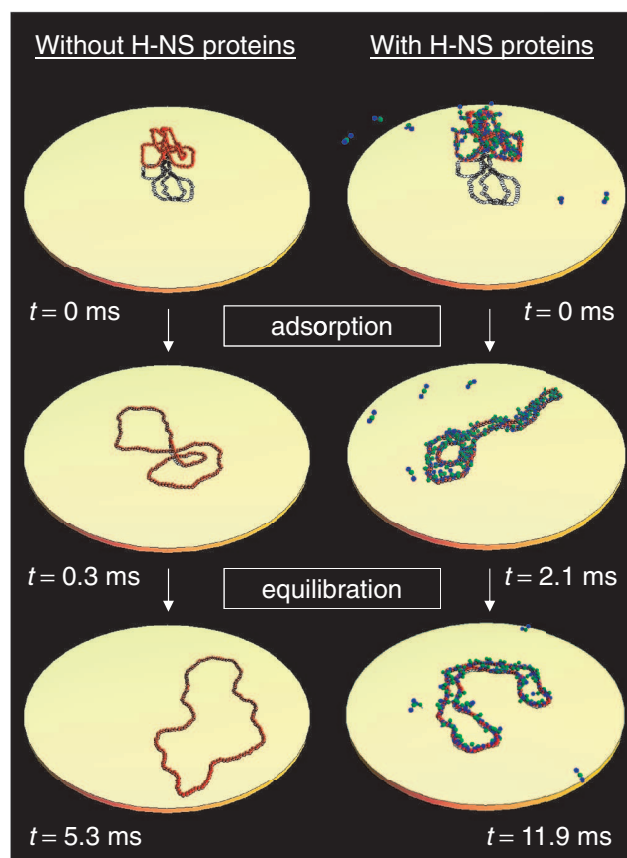 Without H-NS proteins
With H-NS proteins
t = 0 ms
adsorption
t = 0 ms
t = 0.3 ms
equilibration
t = 2.1 ms
t = 5.3 ms
t = 11.9 ms